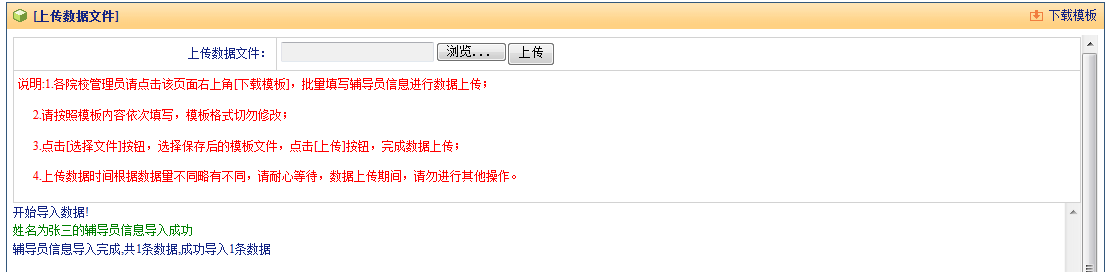 [上传数据文件]
下载模板
上传数据文件：
浏览...
上传
说明:1.各院校管理员请点击该页面右上角[下载模板]，批量填写辅导员信息进行数据上传；
2.请按照模板内容依次填写，模板格式切勿修改；
3.点击[选择文件]按钮，选择保存后的模板文件，点击[上传]按钮，完成数据上传；
4.上传数据时间根据数据量不同略有不同，请耐心等待，数据上传期间，请勿进行其他操作。
开始导入数据!
姓名为张三的辅导员信息导入成功
辅导员信息导入完成,共1条数据,成功导入1条数据